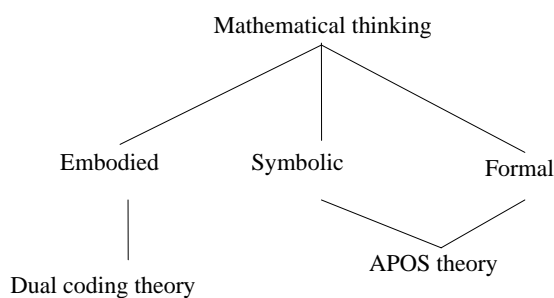 Mathematical thinking
Embodied
Symbolic
Formal
APOS theory
Dual coding theory